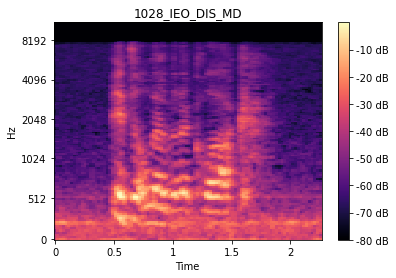 1028_IEO_DIS_MD
8192
4096
2048
1024
512
0
Hz
0
0.5
1
1.5
2
Time
-10 dB
-20 dB
-30 dB
-40 dB
-50 dB
-60 dB
-70 dB
-80 dB